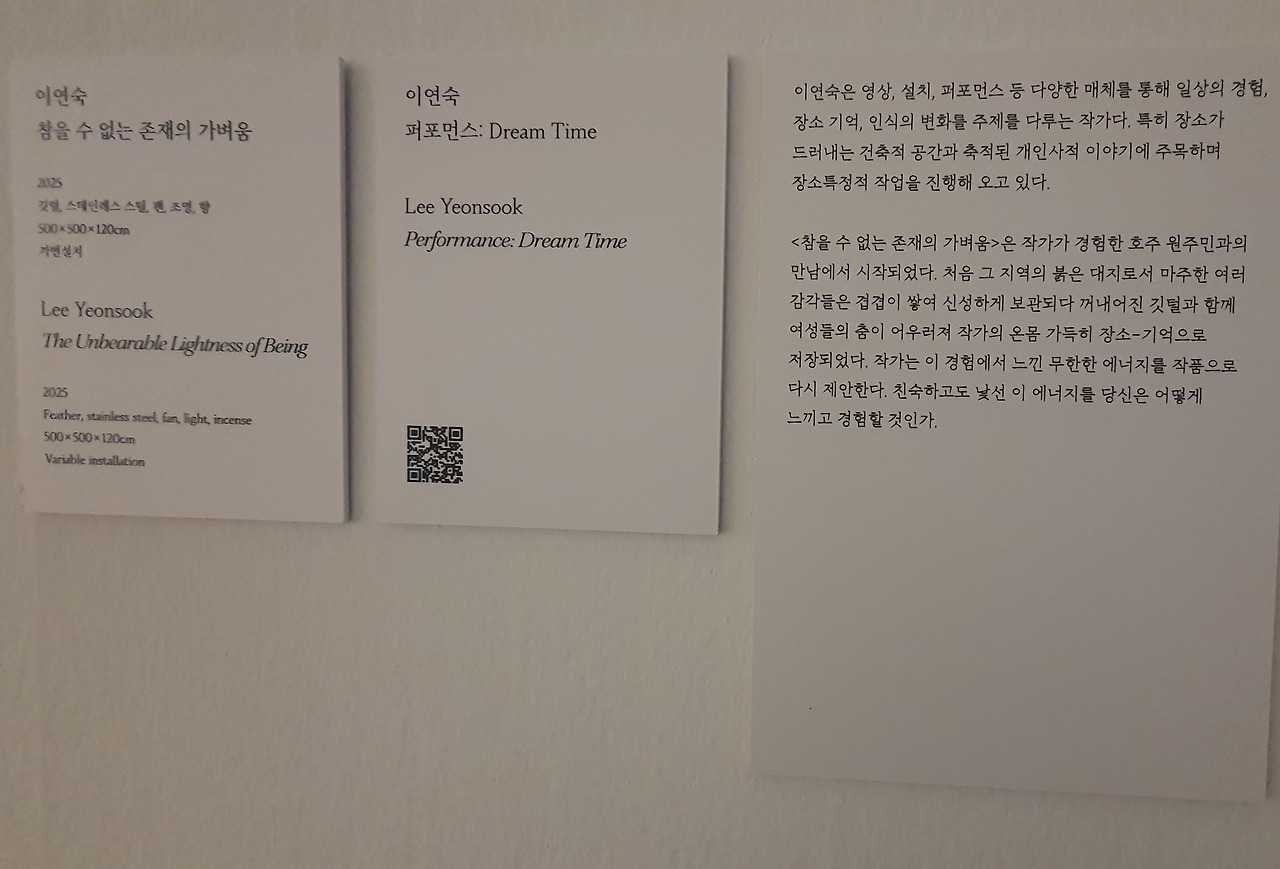 이연숙
참을 수 없는 존재의 가벼움
2025
깃털, 스테인레스 스틸, 팬, 조명, 향
500×500×120cm
가변설치
Lee Yeonsook
The Unbearable Lightness of Being
2025
Feather, stainless steel, fan, light, incense
500×500×120cm
Variable installation
이연숙
퍼포먼스: Dream Time
Lee Yeonsook
Performance: Dream Time
이연숙은 영상, 설치, 퍼포먼스 등 다양한 매체를 통해 일상의 경험,
장소 기억, 인식의 변화를 주제를 다루는 작가다. 특히 장소가
드러내는 건축적 공간과 축적된 개인사적 이야기에 주목하며
장소특정적 작업을 진행해 오고 있다.
<참을 수 없는 존재의 가벼움>은 작가가 경험한 호주 원주민과의
만남에서 시작되었다. 처음 그 지역의 붉은 대지로서 마주한 여러
감각들은 겹겹이 쌓여 신성하게 보관되다 꺼내어진 깃털과 함께
여성들의 춤이 어우러져 작가의 온몸 가득히 장소-기억으로
저장되었다. 작가는 이 경험에서 느낀 무한한 에너지를 작품으로
다시 제안한다. 친숙하고도 낯선 이 에너지를 당신은 어떻게
느끼고 경험할 것인가.